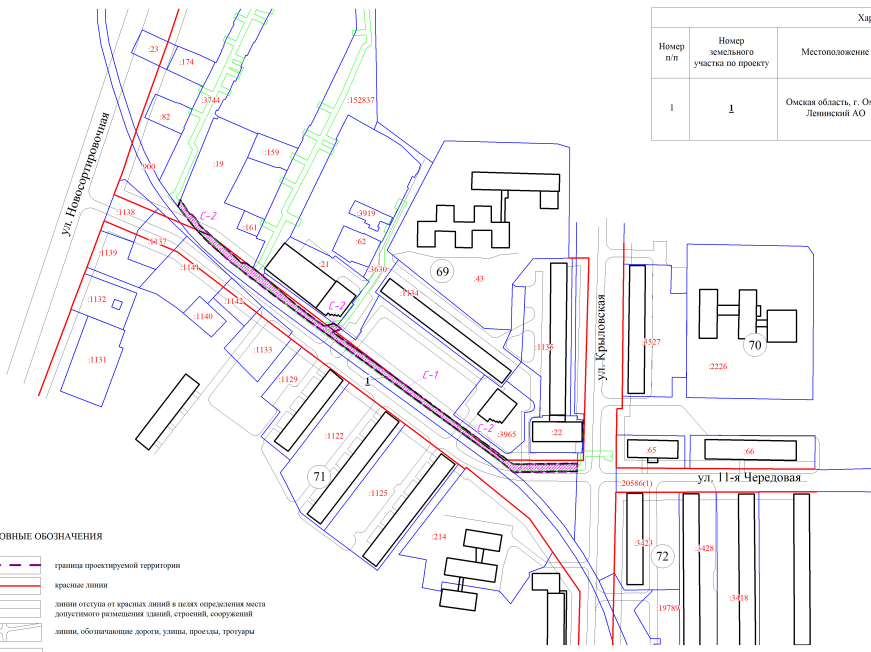 Номер
п/п
Номер
земельного
участка по проекту
Местоположение
1
1
Ленинский АО
Омская область, г.
:23
:174
:3744
:82
:900
:19
:159
:152837
:161
:3919
:62
:21
:3630
:1134
:43
69
С-2
С-2
С-1
С-2
1
ул. Новосортировочная
:1138
:1137
:1139
:1141
:1142
:1132
:1140
:1131
:1133
:1129
:1122
71
:1125
:214
:3965
:22
ул. Крыловская
:3527
70
:2226
:65
:66
:20586(1)
ул. 11-я Чередовая
:3423
72
:3428
:3418
:19789
ОВНЫЕ ОБОЗНАЧЕНИЯ
граница проектируемой территории
красные линии
линии отступа от красных линий в целях определения места
допустимого размещения зданий, строений, сооружений
линии, обозначающие дороги, улицы, проезды, тротуары